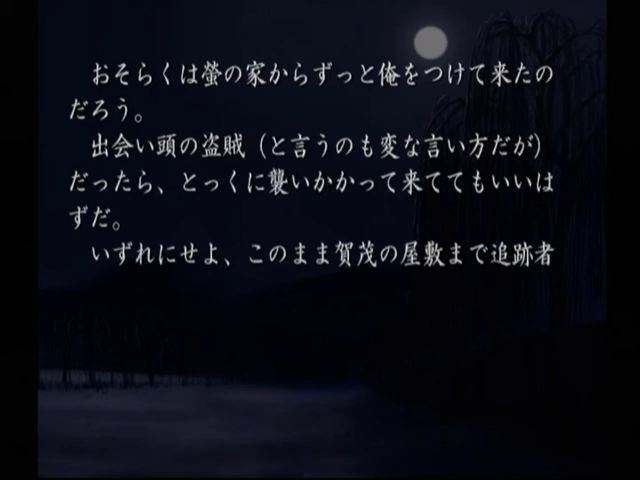 おそらくは螢の家からずっと俺をつけて来たの
だろう。
　出会い頭の盗賊（と言うのも変な言い方だが）
だったら、とっくに襲いかかって来ててもいいは
ずだ。
　いずれにせよ、このまま賀茂の屋敷まで追跡者